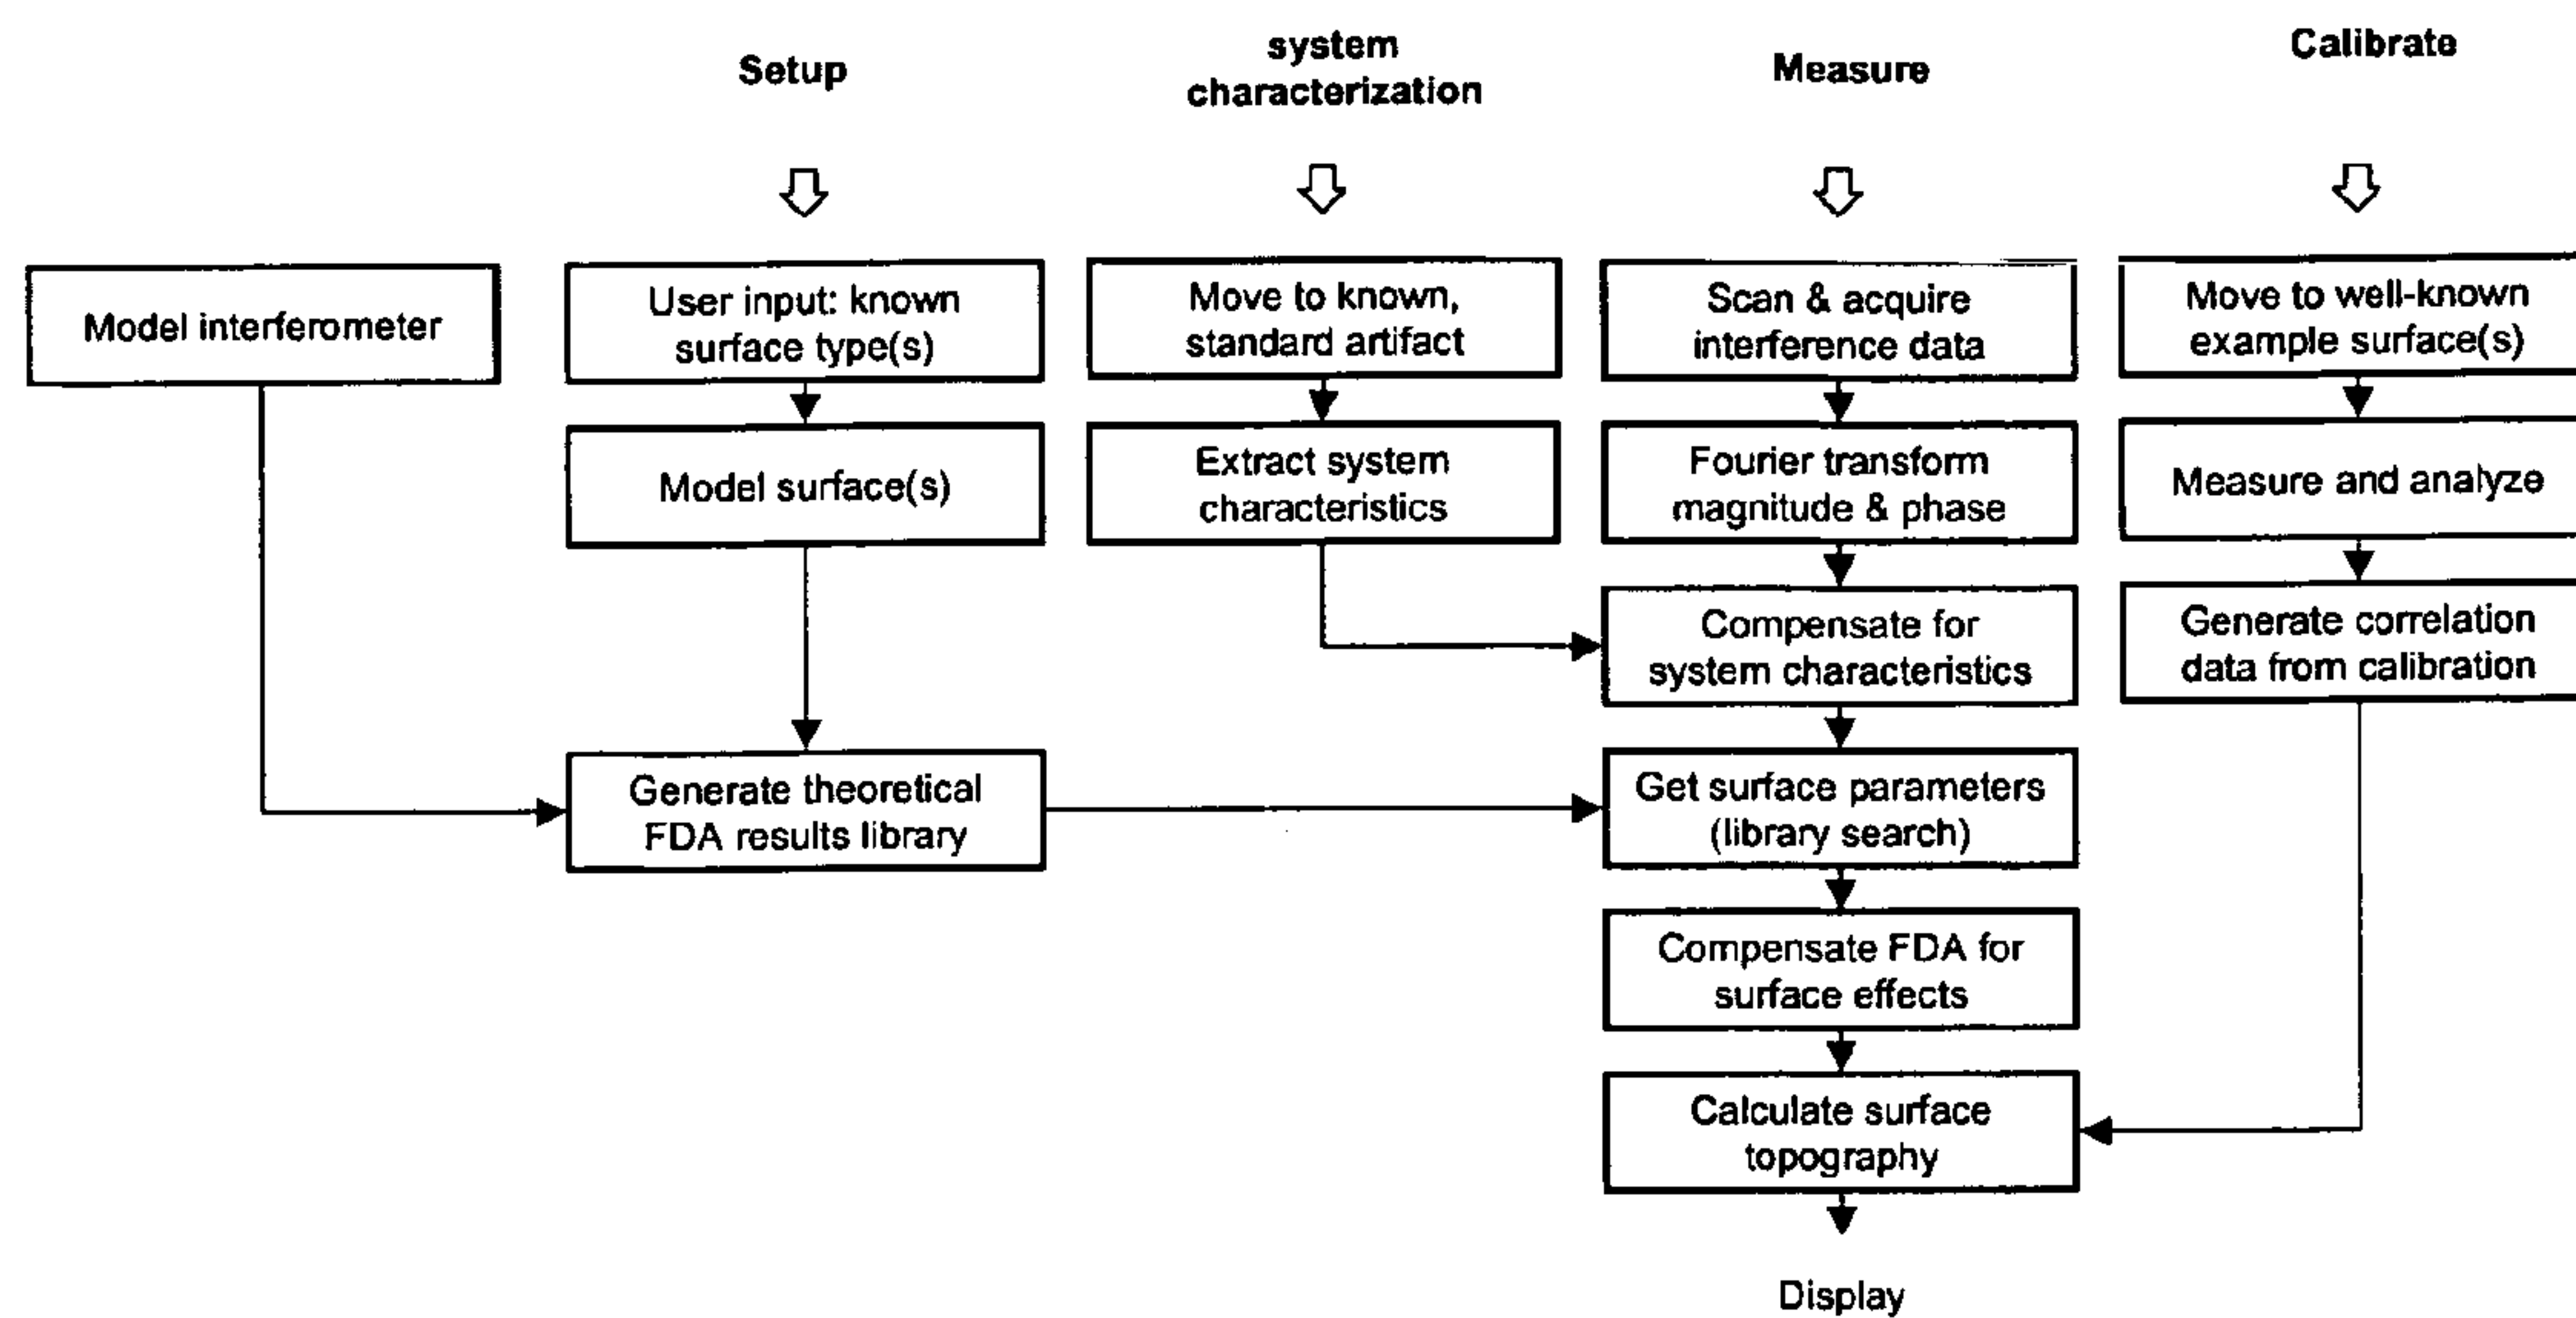 Setup
system
characterization
Measure
Calibrate
Model interferometer
User input: known
surface type(s)
Move to known,
standard artifact
Scan & acquire
interference data
Move to well-known
example surface(s)
Model surface(s)
Extract system
characteristics
Fourier transform
magnitude & phase
Measure and analyze
Compensate for
system characteristics
Generate correlation
data from calibration
Generate theoretical
FDA results library
Get surface parameters
(library search)
Compensate FDA for
surface effects
Calculate surface
topography
Display